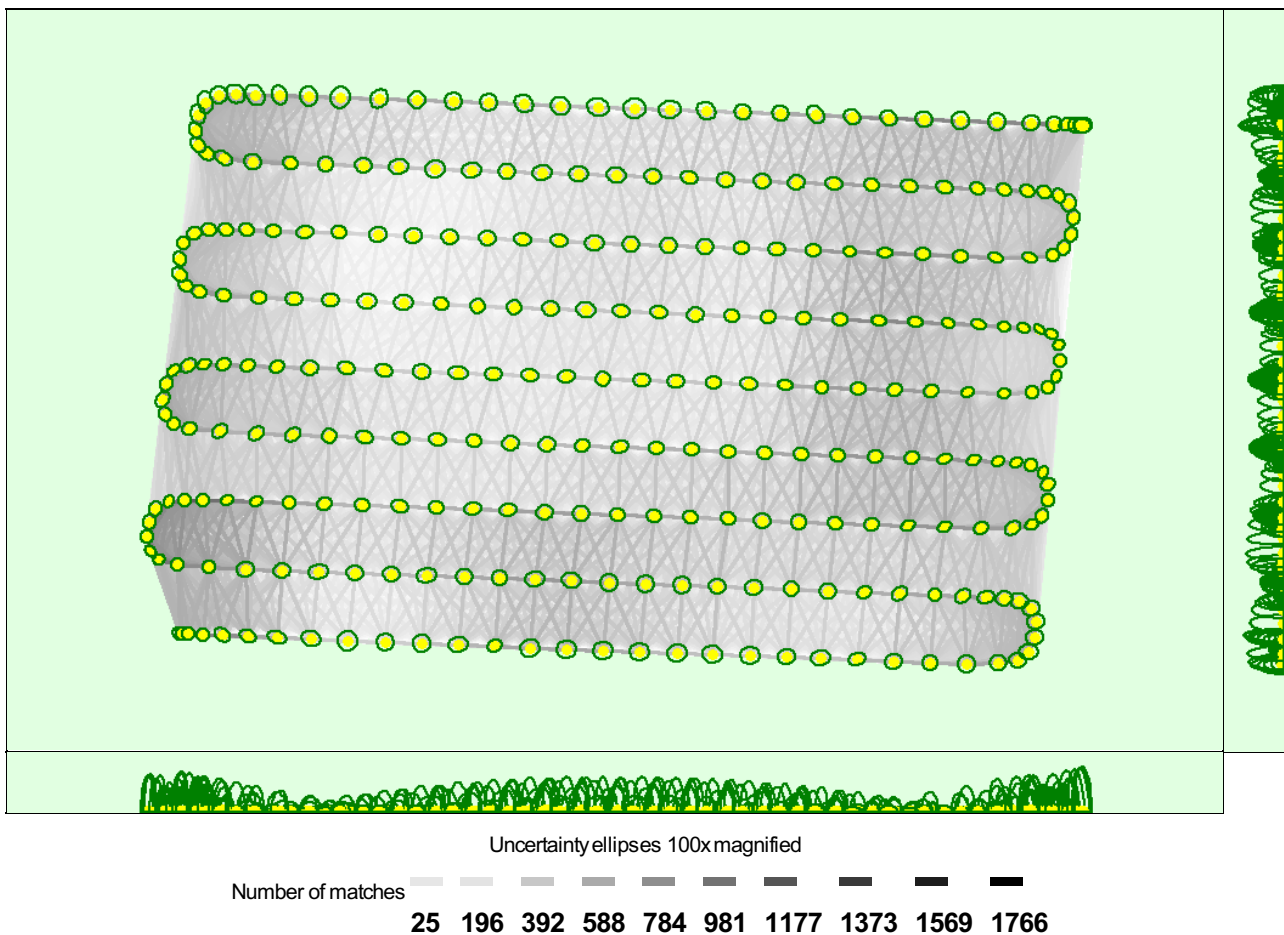 Uncertainty ellipses 100x magnified
Number of matches
25 196 392 588 784 981 1177 1373 1569 1766